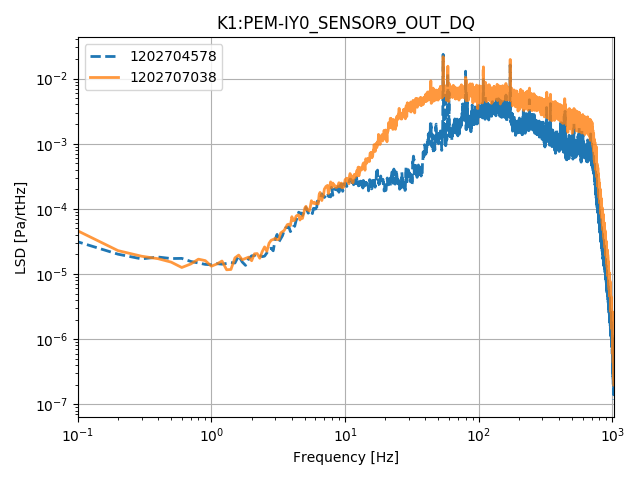 K1:PEM-IY0_SENSOR9_OUT_DQ
1202704578
1202707038
LSD [Pa/rtHz]
10⁻²
10⁻³
10⁻⁴
10⁻⁵
10⁻⁶
10⁻⁷
10⁻¹ 10⁰ 10¹ 10² 10³
Frequency [Hz]